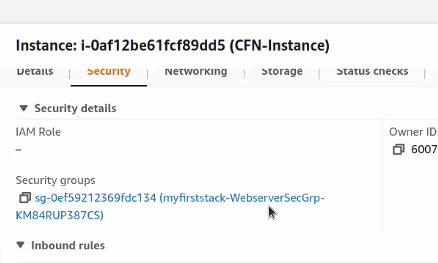 Instance: i-0af12be61fcf89dd5 (CFN-Instance)
Details Security Networking Storage Status checks
Security details
IAM Role Owner ID
– 6007
Security groups
sg-0ef59212369fdc134 (myfirststack-WebserverSecGrp-
KM84RUP387CS)
Inbound rules